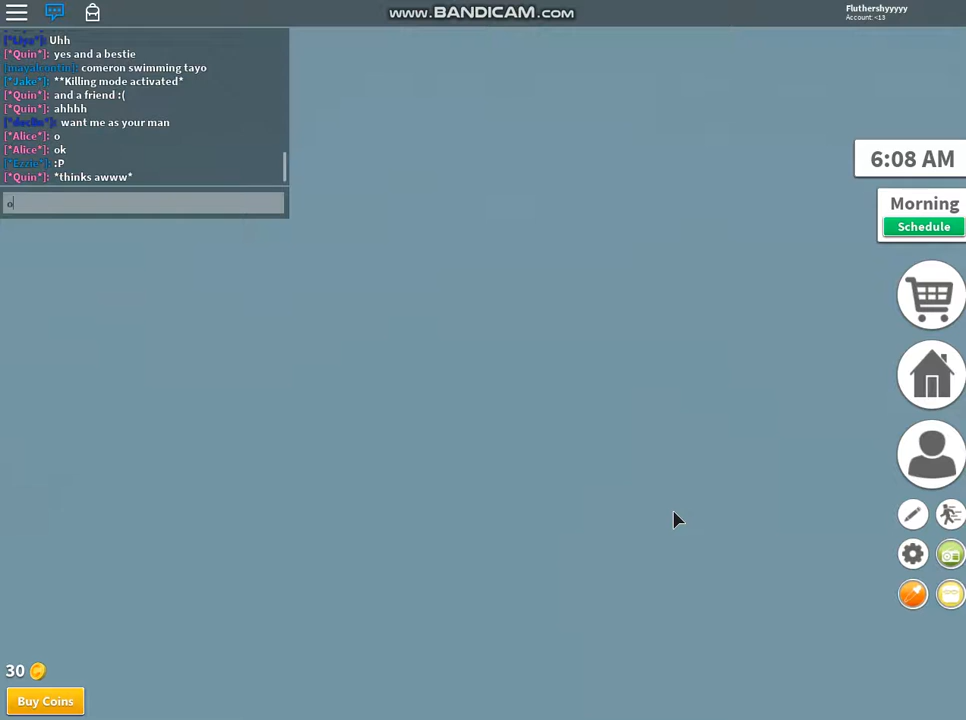 www.BANDICAM.com
Fluthershyyyyy
Account: <13
Uhh
[*Quin*]: yes and a bestie
comeron swimming tayo
[*Jake*]: **Killing mode activated*
[*Quin*]: and a friend :(
[*Quin*]: ahhhh
[*declin*]: want me as your man
[*Alice*]: o
[*Alice*]: ok
[*Ezzie*]: :P
[*Quin*]: *thinks awww*
o
6:08 AM
Morning
Schedule
30
Buy Coins